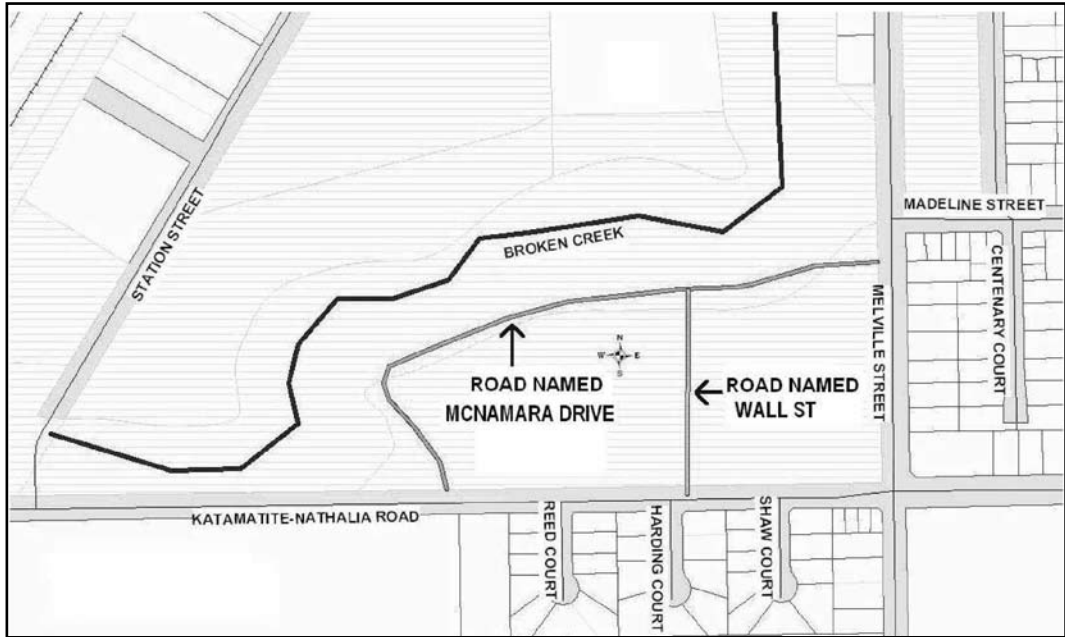 STATION STREET
BROKEN CREEK
MADELINE STREET
CENTENARY COURT
MELVILLE STREET
N
W E
S
ROAD NAMED
MCNAMARA DRIVE
ROAD NAMED
WALL ST
KATAMATITE-NATHALIA ROAD
REED COURT
HARDING COURT
SHAW COURT